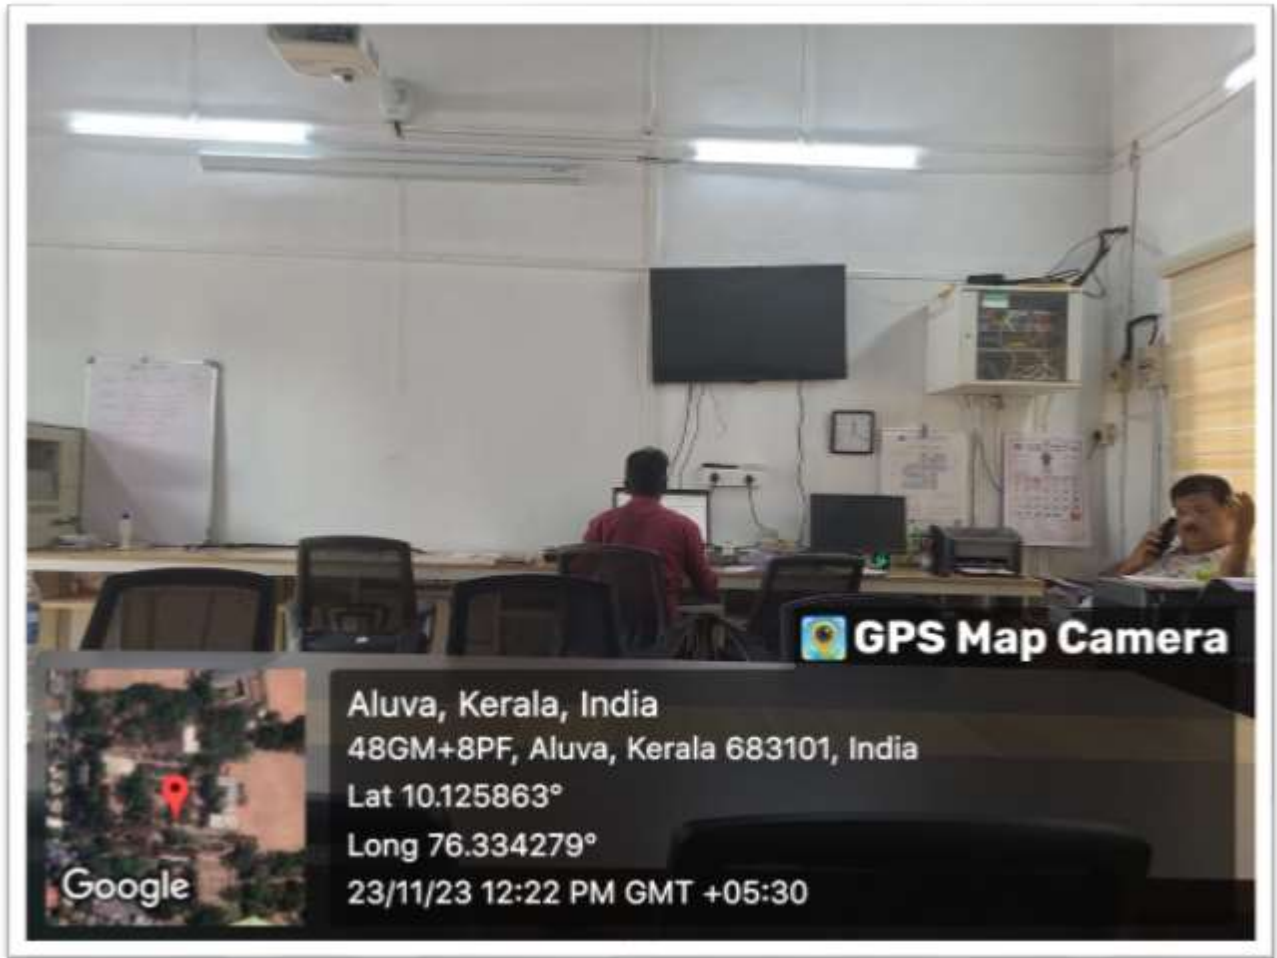 GPS Map Camera
Aluva, Kerala, India
48GM+8PF, Aluva, Kerala 683101, India
Lat 10.125863°
Long 76.334279°
23/11/23 12:22 PM GMT +05:30
Google